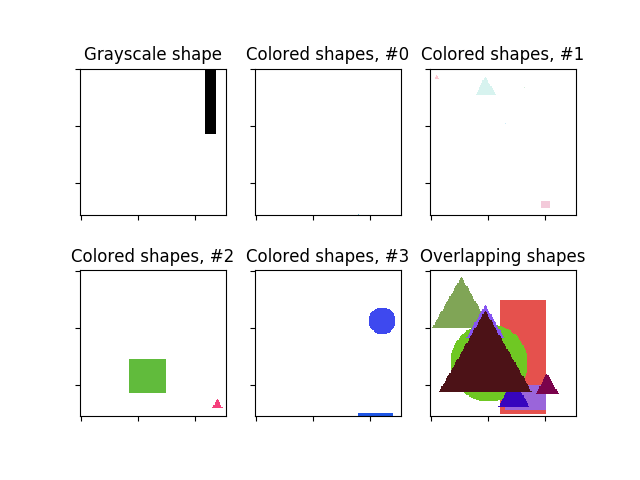 Grayscale shape
Colored shapes, #0
Colored shapes, #1
Colored shapes, #2
Colored shapes, #3
Overlapping shapes